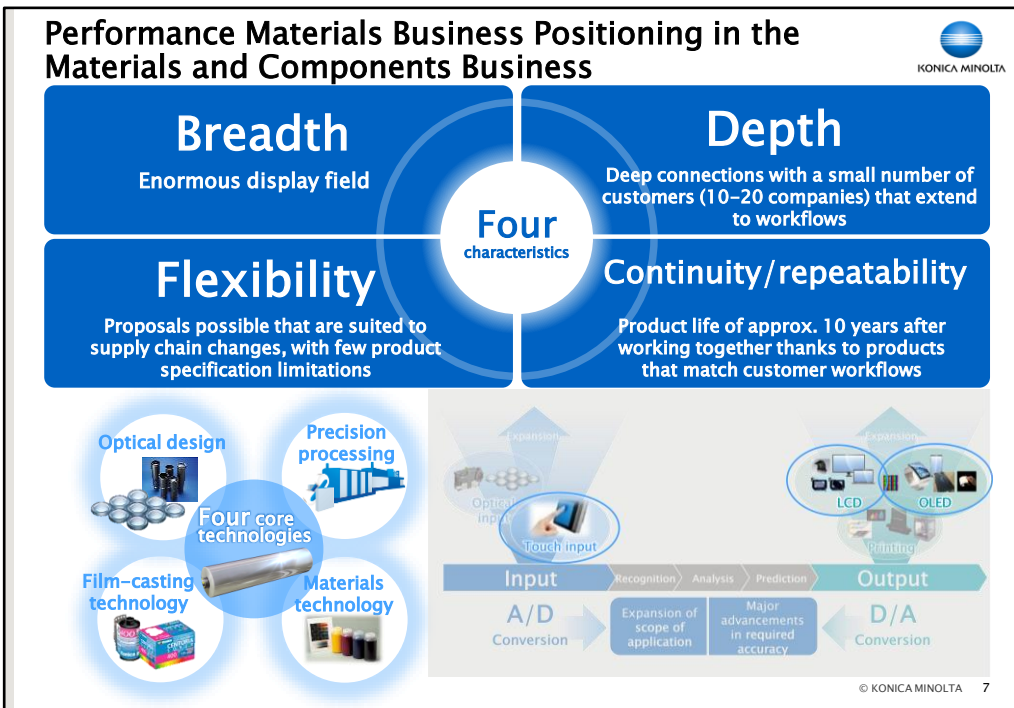 Performance Materials Business Positioning in the
Materials and Components Business
KONICA MINOLTA
Breadth
Enormous display field
Depth
Deep connections with a small number of
customers (10-20 companies) that extend
to workflows
Four
characteristics
Flexibility
Proposals possible that are suited to
supply chain changes, with few product
specification limitations
Continuity/repeatability
Product life of approx. 10 years after
working together thanks to products
that match customer workflows
Optical design
Precision
processing
Four core
technologies
Film-casting
technology
Materials
technology
Expansion
Optical
input
Touch input
Expansion
LCD
OLED
Printing
Input
Recognition
Analysis
Prediction
Output
A/D
Conversion
Expansion of
scope of
application
Major
advancements
in required
accuracy
D/A
Conversion
© KONICA MINOLTA
7